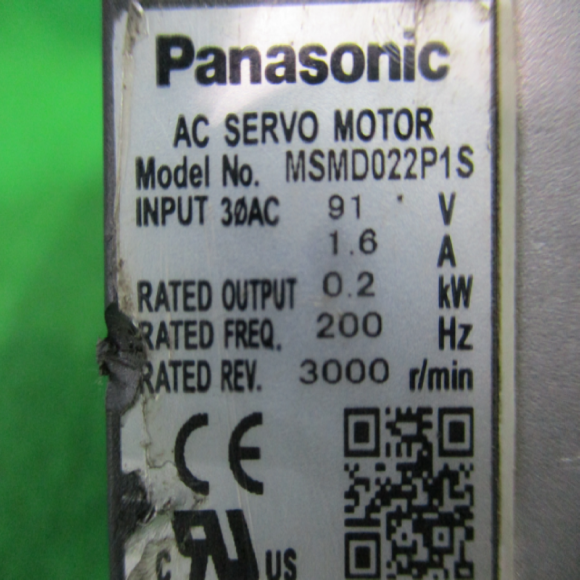 Panasonic
AC SERVO MOTOR
Model No. MSMD022P1S
INPUT 3ØAC 91 V
1.6 A
RATED OUTPUT 0.2 kW
RATED FREQ. 200 Hz
RATED REV. 3000 r/min
CE
c RU US